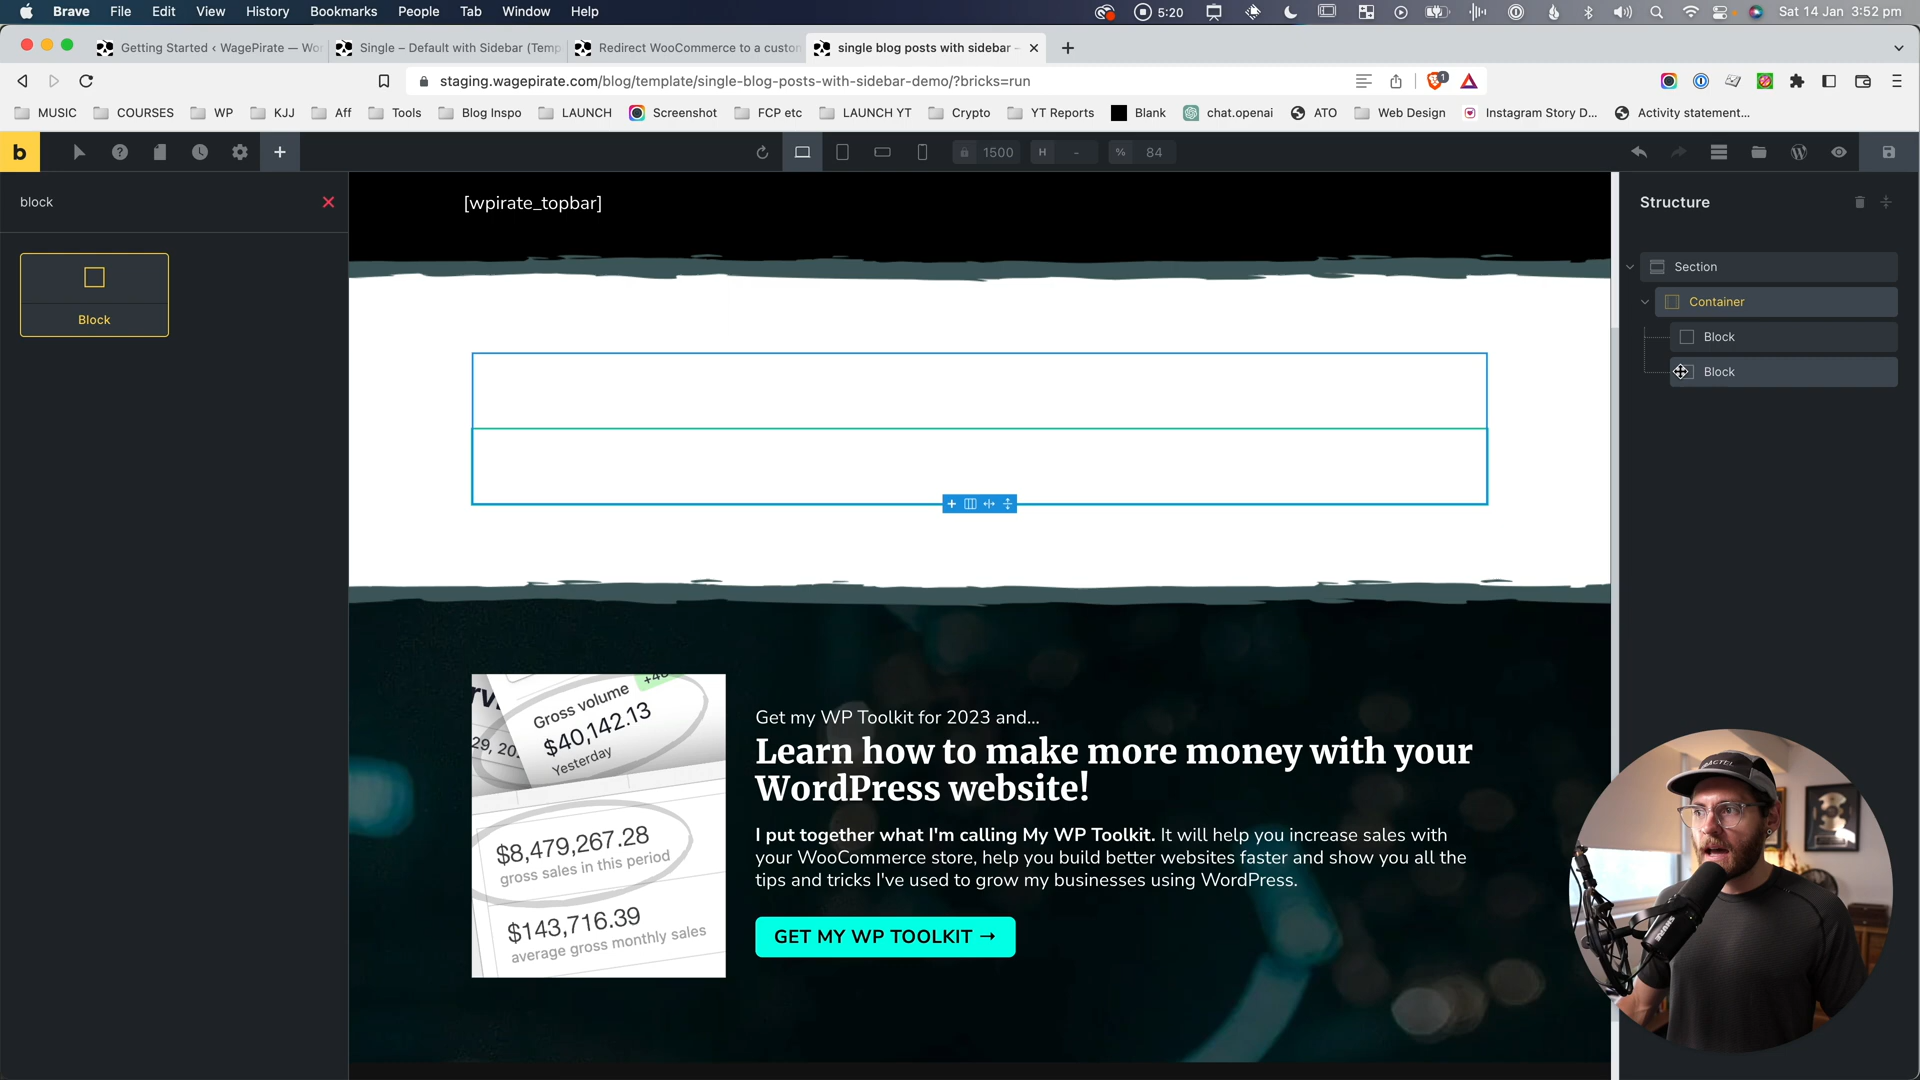 Brave File Edit View History Bookmarks People Tab Window Help 5:20 Sat 14 Jan 3:52 pm
Getting Started ‹ WagePirate — Wo Single – Default with Sidebar (Temp Redirect WooCommerce to a custon single blog posts with sidebar –
staging.wagepirate.com/blog/template/single-blog-posts-with-sidebar-demo/?bricks=run
MUSIC COURSES WP KJJ Aff Tools Blog Inspo LAUNCH Screenshot FCP etc LAUNCH YT Crypto YT Reports Blank chat.openai ATO Web Design Instagram Story D... Activity statement...
b 1500 H - % 84
block
Block
[wpirate_topbar]
Structure
Section
Container
Block
Block
Gross volume
$40,142.13
Yesterday
29, 20
$8,479,267.28
gross sales in this period
$143,716.39
average gross monthly sales
Get my WP Toolkit for 2023 and...
Learn how to make more money with your
WordPress website!
I put together what I'm calling My WP Toolkit. It will help you increase sales with
your WooCommerce store, help you build better websites faster and show you all the
tips and tricks I've used to grow my businesses using WordPress.
GET MY WP TOOLKIT →